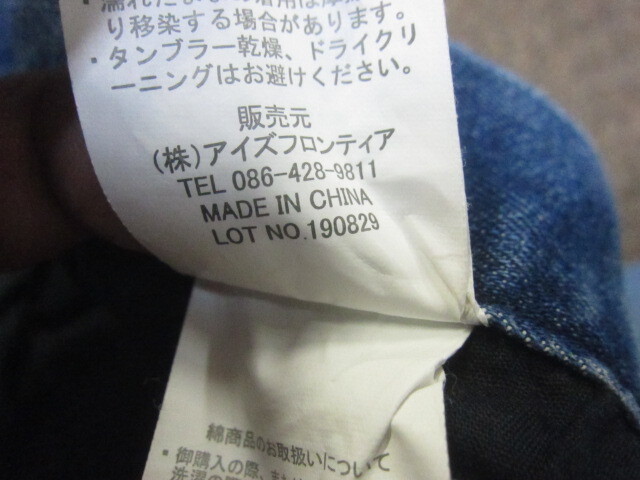 り移染する場合があります。
・タンブラー乾燥、ドライクリ
ーニングはお避けください。
販売元
(株)アイズフロンティア
TEL 086-428-9811
MADE IN CHINA
LOT NO.190829
綿商品のお取扱いについて
・御購入の際、